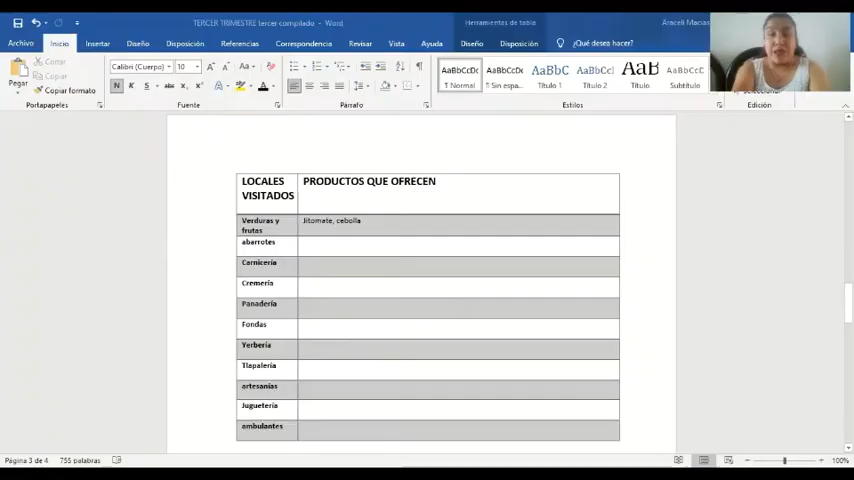 TERCER TRIMESTRE tercer compilado - Word
Herramientas de tabla
Araceli Macias
Archivo Inicio Insertar Diseño Disposición Referencias Correspondencia Revisar Vista Ayuda Diseño Disposición ¿Qué desea hacer?
Pegar
Cortar
Copiar
Copiar formato
Portapapeles
Calibri (Cuerpo) 10
Fuente
Párrafo
AaBbCcDc
¶ Normal
AaBbCcDc
¶ Sin espa...
AaBbC
Título 1
AaBbCcl
Título 2
AaB
Título
AaBbCcD
Subtítulo
Estilos
Edición
LOCALES VISITADOS
PRODUCTOS QUE OFRECEN
Verduras y frutas
Jitomate, cebolla
abarrotes
Carnicería
Cremería
Panadería
Fondas
Yerbería
Tlapalería
artesanías
Juguetería
ambulantes
Página 3 de 4 755 palabras
100%